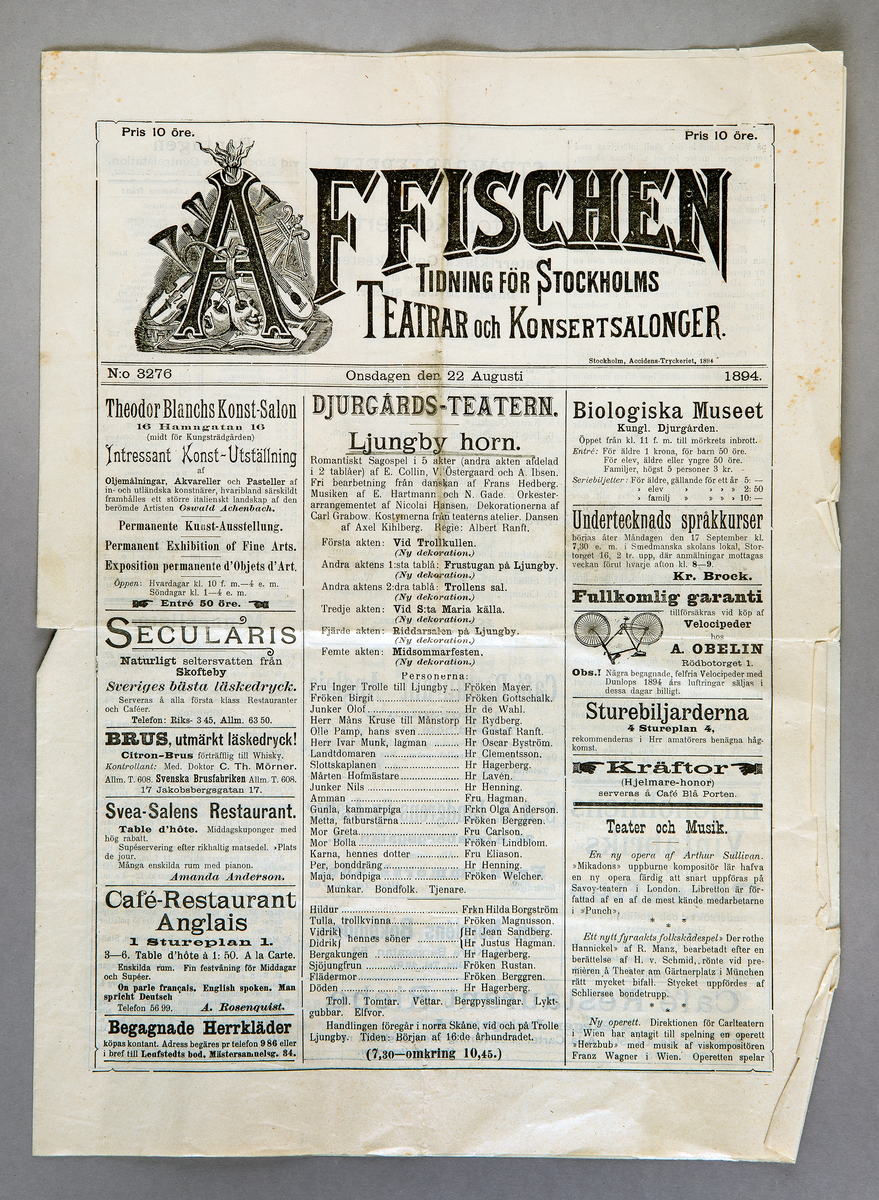 Pris 10 öre.
Pris 10 öre.
AFFISCHEN
TIDNING FÖR STOCKHOLMS
TEATRAR och KONSERTSALONGER.
Stockholm, Accidens-Tryckeriet, 1894
N:o 3276 Onsdagen den 22 Augusti 1894.
Theodor Blanchs Konst-Salon
16 Hamngatan 16
(midt för Kungsträdgården)
Intressant Konst-Utställning
af
Oljemålningar, Akvareller och Pasteller af
in- och utländska konstnärer, hvaribland särskildt
framhålles ett större italienskt landskap af den
berömde Artisten Oswald Achenbach.
Permanente Kunst-Ausstellung.
Permanent Exhibition of Fine Arts.
Exposition permanente d'Objets d'Art.
Öppen: Hvardagar kl. 10 f. m.—4 e. m.
Söndagar kl. 1—4 e. m.
Entré 50 öre.
SECULARIS
Naturligt seltersvatten från
Skofteby
Sveriges bästa läskedryck.
Serveras å alla första klass Restauranter
och Caféer.
Telefon: Riks- 3 45, Allm. 63 50.
BRUS, utmärkt läskedryck!
Citron-Brus förträfflig till Whisky.
Kontrollant: Med. Doktor C. Th. Mörner.
Allm. T. 608. Svenska Brusfabriken Allm. T. 608.
17 Jakobsbergsgatan 17.
Svea-Salens Restaurant.
Table d'hôte. Middagskuponger med
hög rabatt.
Supéservering efter rikhaltig matsedel. »Plats
de jour.
Många enskilda rum med pianon.
Amanda Anderson.
Café-Restaurant
Anglais
1 Stureplan 1.
3—6. Table d'hôte à 1: 50. A la Carte.
Enskilda rum. Fin festvåning för Middagar
och Supéer.
On parle français. English spoken. Man
spricht Deutsch
Telefon 56 99. A. Rosenquist.
Begagnade Herrkläder
köpas kontant. Adress begäres pr telefon 9 86 eller
i bref till Leufstedts bod. Mästersamuelsg. 34.
DJURGÅRDS-TEATERN.
Ljungby horn.
Romantiskt Sagospel i 5 akter (andra akten afdelad
i 2 tablåer) af E. Collin, V. Östergaard och A. Ibsen.
Fri bearbetning från danskan af Frans Hedberg.
Musiken af E. Hartmann och N. Gade. Orkester-
arrangementet af Nicolai Hansen. Dekorationerna af
Carl Grabow. Kostymerna från teaterns atelier. Dansen
af Axel Kihlberg. Régie: Albert Ranft.
Första akten: Vid Trollkullen.
(Ny dekoration.)
Andra aktens 1:sta tablå: Frustugan på Ljungby.
(Ny dekoration.)
Andra aktens 2:dra tablå: Trollens sal.
(Ny dekoration.)
Tredje akten: Vid S:ta Maria källa.
(Ny dekoration.)
Fjärde akten: Riddarsalen på Ljungby.
(Ny dekoration.)
Femte akten: Midsommarfesten.
(Ny dekoration.)
Personerna:
Fru Inger Trolle till Ljungby ... Fröken Mayer.
Fröken Birgit ........ Fröken Gottschalk.
Junker Olof ........ Hr de Wahl.
Herr Måns Kruse till Månstorp Hr Rydberg.
Olle Pamp, hans sven ........ Hr Gustaf Ranft.
Herr Ivar Munk, lagman ........ Hr Oscar Byström.
Landtdomaren ........ Hr Clementsson.
Slottskaplanen ........ Hr Hagerberg.
Mårten Hofmästare ........ Hr Lavén.
Junker Nils ........ Hr Henning.
Amman ........ Fru Hagman.
Gunla, kammarpiga ........ Frkn Olga Anderson.
Metta, fatburstärna ........ Fröken Berggren.
Mor Greta ........ Fru Carlson.
Mor Bolla ........ Fröken Lindblom.
Karna, hennes dotter ........ Fru Eliason.
Per, bonddräng ........ Hr Henning.
Maja, bondpiga ........ Fröken Welcher.
Munkar. Bondfolk. Tjenare.
Hildur ........ Frkn Hilda Borgström
Tulla, trollkvinna ........ Fröken Magnusson.
Vidrik} hennes söner ........ {Hr Jean Sandberg.
Didrik} {Hr Justus Hagman.
Bergakungen ........ Hr Hagerberg.
Sjöjungfrun ........ Fröken Rustan.
Flädermor ........ Fröken Berggren.
Döden ........ Hr Hagerberg.
Troll. Tomtar. Vettar. Bergpysslingar. Lykt-
gubbar. Elfvor.
Handlingen föregår i norra Skåne, vid och på Trolle
Ljungby. Tiden: Början af 16:de århundradet.
(7,30—omkring 10,45.)
Biologiska Museet
Kungl. Djurgården.
Öppet från kl. 11 f. m. till mörkrets inbrott.
Entré: För äldre 1 krona, för barn 50 öre.
För elev, äldre eller yngre 50 öre.
Familjer, högst 5 personer 3 kr.
Seriebiljetter: För äldre, gällande för ett år 5: —
» elev » » » » 2: 50
» familj » » » » 10: —
Undertecknads språkkurser
börjas åter Måndagen den 17 September kl.
7,30 e. m. i Smedmanska skolans lokal, Stor-
torget 16, 2 tr. upp, där anmälningar mottagas
veckan förut hvarje afton kl. 8—9.
Kr. Broek.
Fullkomlig garanti
tillförsäkras vid köp af
Velocipeder
hos
A. OBELIN
Rödbotorget 1.
Obs.! Några begagnade, felfria Velocipeder med
Dunlops 1894 års luftringar säljas i
dessa dagar billigt.
Sturebiljarderna
4 Stureplan 4,
rekommenderas i Hrr amatörers benägna håg-
komst.
Kräftor
(Hjelmare-honor)
serveras å Café Blå Porten.
Teater och Musik.
En ny opera af Arthur Sullivan.
»Mikadons» uppburne kompositör lär hafva
en ny opera färdig att snart uppföras på
Savoy-teatern i London. Libretton är för-
fattad af en af de mest kände medarbetarne
i »Punch».
* * *
Ett nytt fyraakts folkskådespel» Der rothe
Hannickel» af R. Manz, bearbetadt efter en
berättelse af H. v. Schmid, rönte vid pre-
mièren å Theater am Gärtnerplatz i München
rätt mycket bifall. Stycket uppfördes af
Schlierseer bondetrupp.
* * *
Ny operett. Direktionen för Carlteatern
i Wien har antagit till spelning en operett
»Herzbub» med musik af viskompositören
Franz Wagner i Wien. Operetten spelar